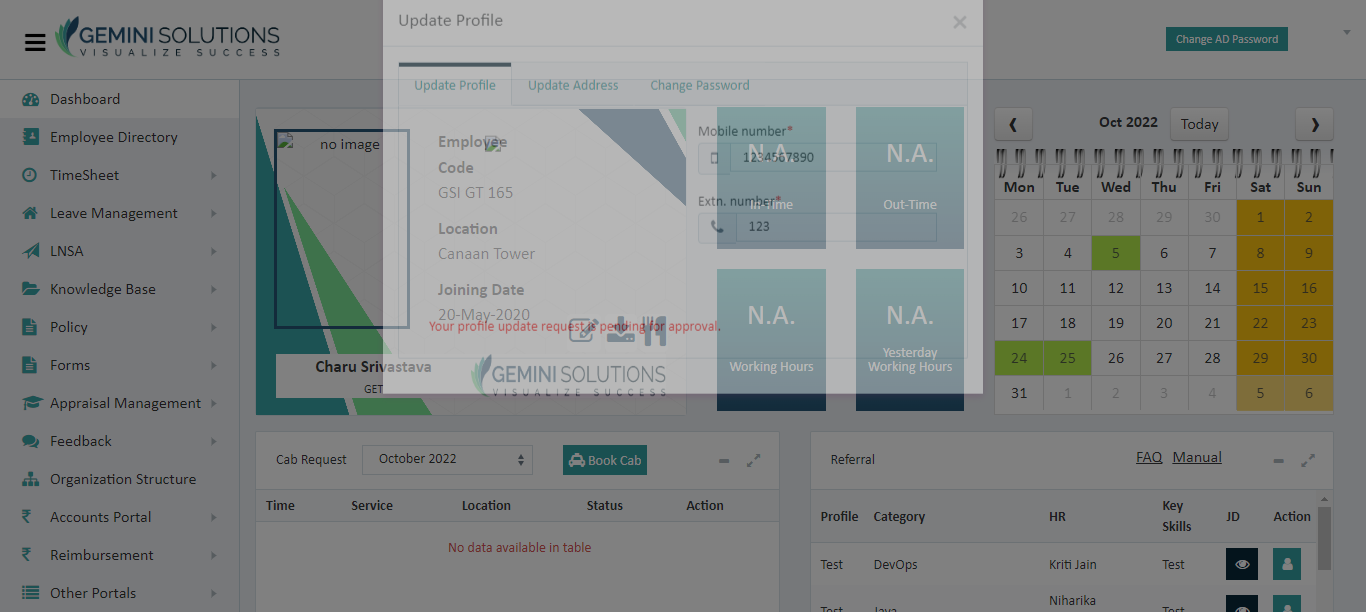 GEMINI SOLUTIONS
VISUALIZE SUCCESS
Update Profile
×
Change AD Password
Dashboard
Employee Directory
TimeSheet
Leave Management
LNSA
Knowledge Base
Policy
Forms
Appraisal Management
Feedback
Organization Structure
Accounts Portal
Reimbursement
Other Portals
Update Profile
Update Address
Change Password
no image
Charu Srivastava
GET
Employee
Code
GSI GT 165
Location
Canaan Tower
Joining Date
20-May-2020
Your profile update request is pending for approval.
GEMINI SOLUTIONS
VISUALIZE SUCCESS
Mobile number*
1234567890
Extn. number*
123
N.A.
In-Time
N.A.
Out-Time
N.A.
Working Hours
N.A.
Yesterday
Working Hours
Oct 2022
Today
Mon Tue Wed Thu Fri Sat Sun
26 27 28 29 30 1 2
3 4 5 6 7 8 9
10 11 12 13 14 15 16
17 18 19 20 21 22 23
24 25 26 27 28 29 30
31 1 2 3 4 5 6
Cab Request
October 2022
Book Cab
Time Service Location Status Action
No data available in table
Referral
FAQ Manual
Profile Category HR Key Skills JD Action
Test DevOps Kriti Jain Test
Test Java Niharika Test